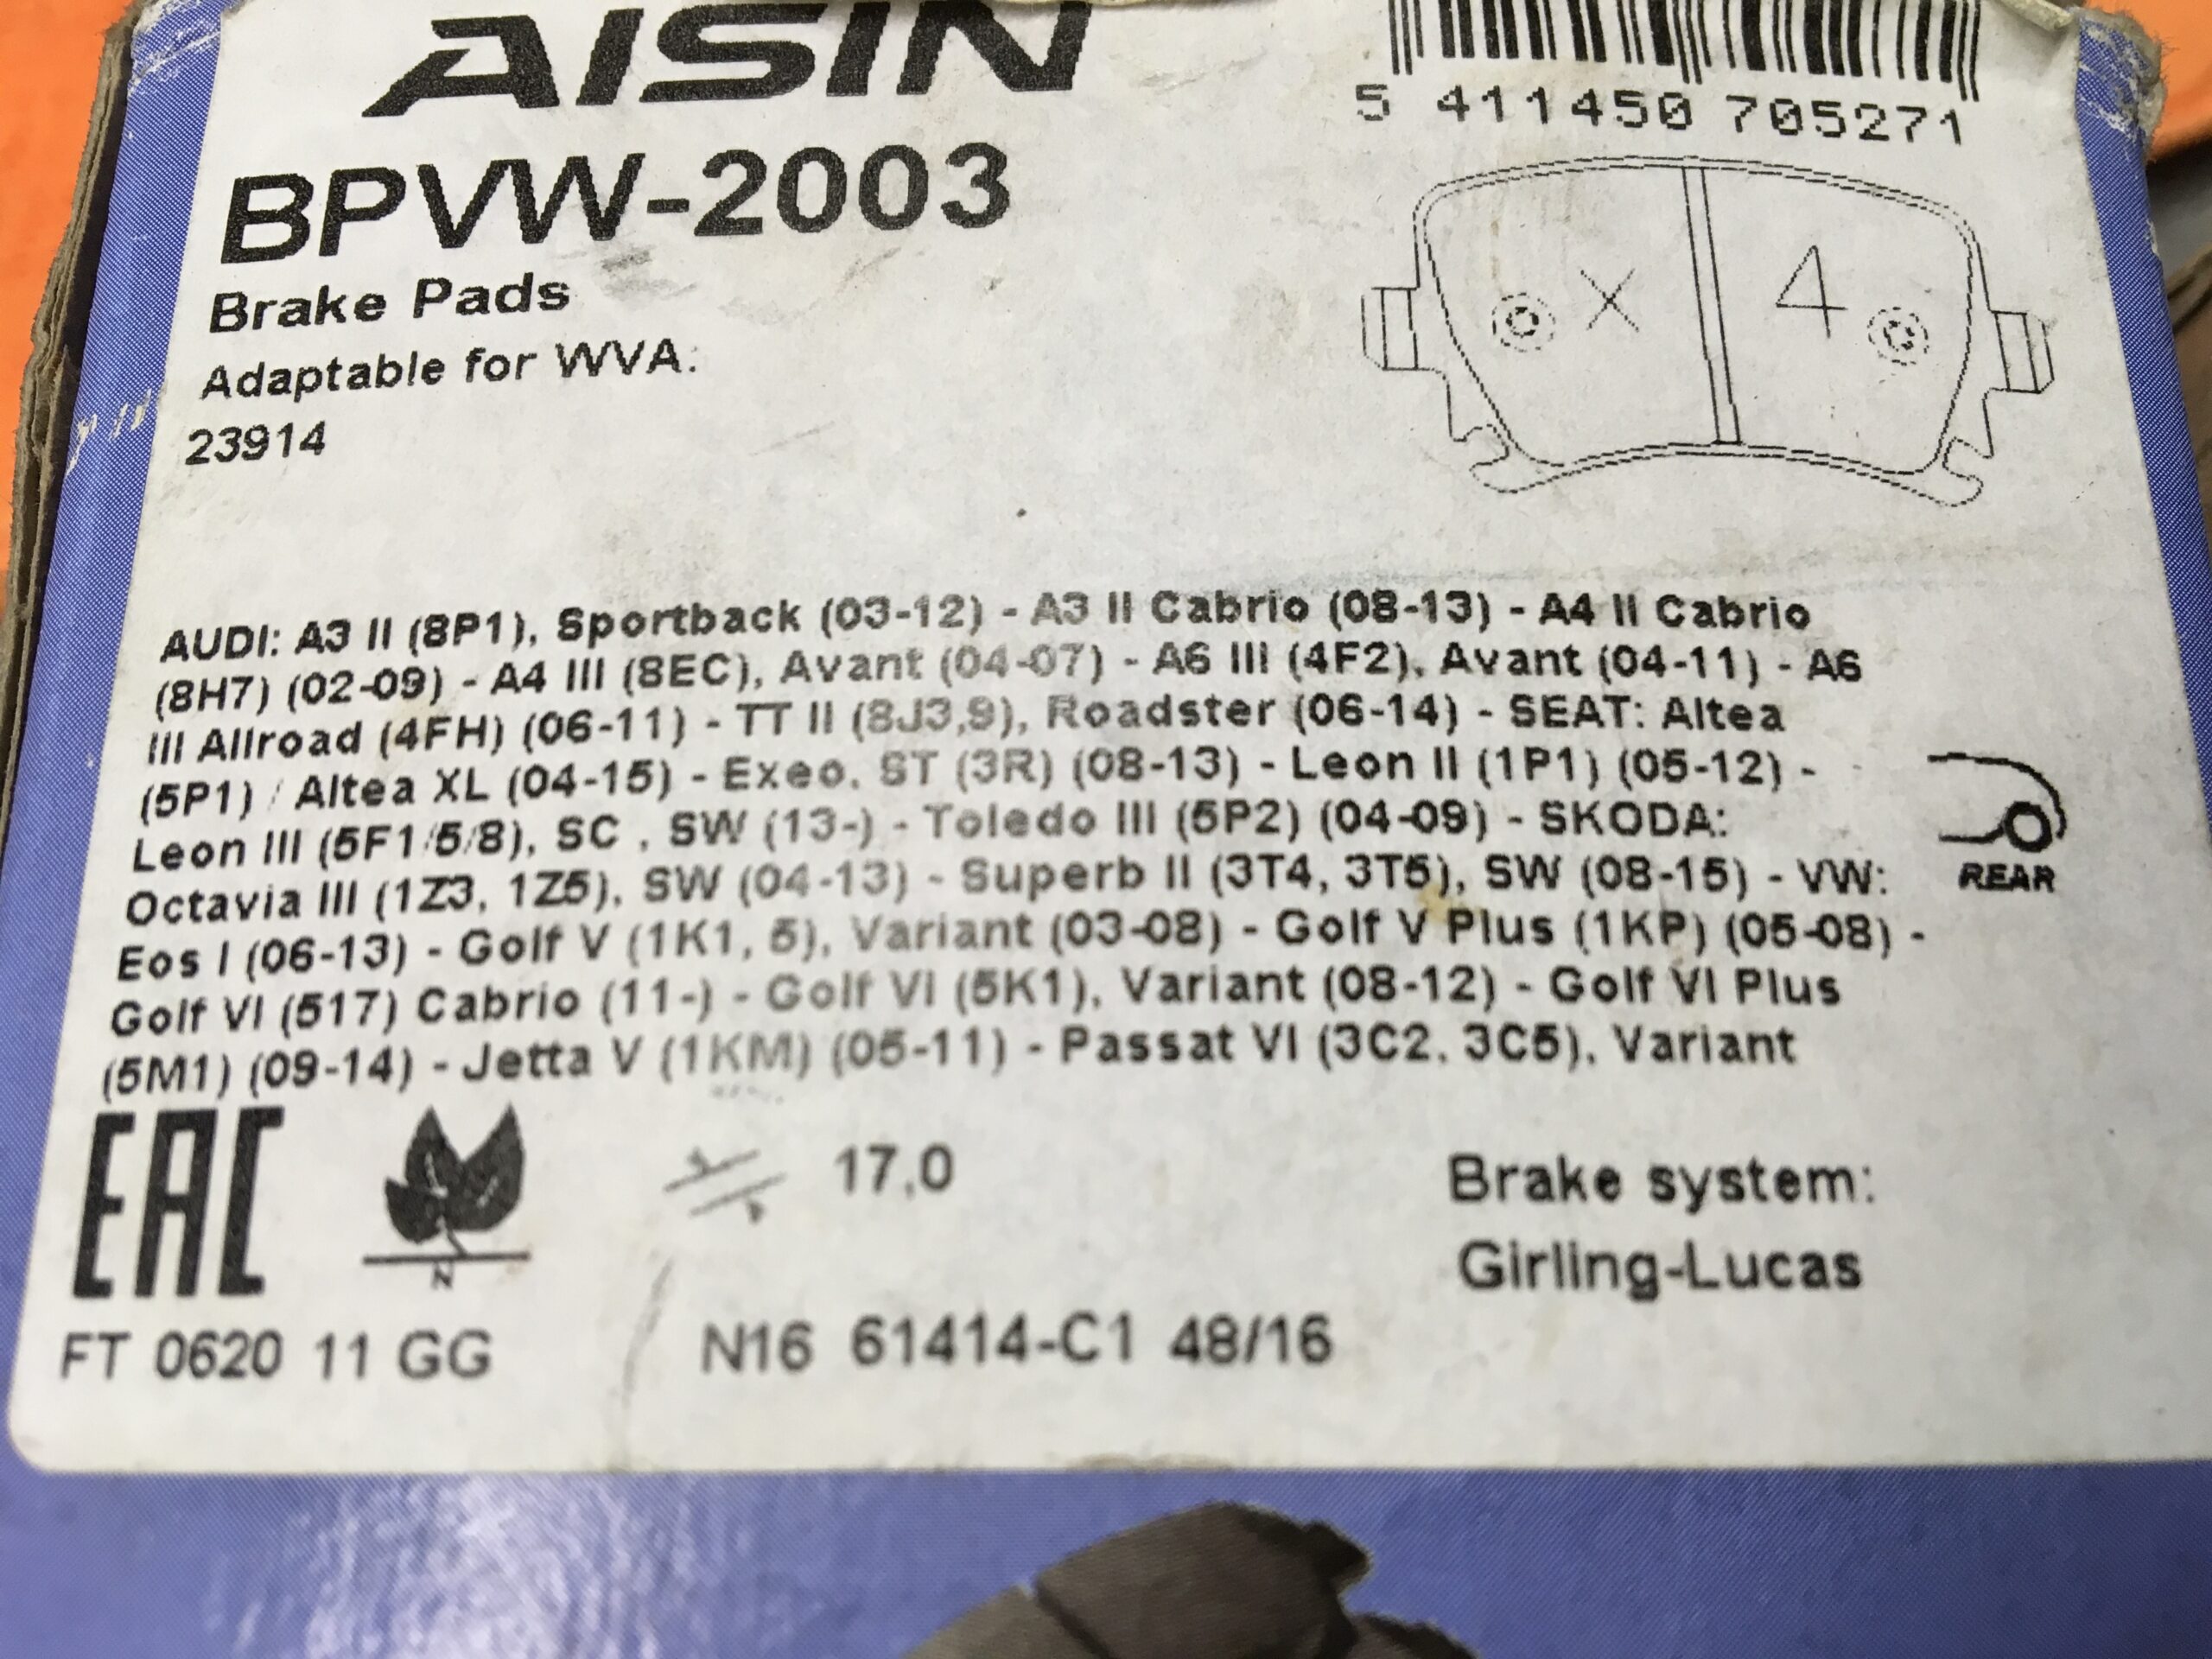 AISIN
5 411450 705271
BPVW-2003
Brake Pads
Adaptable for WVA:
23914
X 4
AUDI: A3 II (8P1), Sportback (03-12) - A3 II Cabrio (08-13) - A4 II Cabrio
(8H7) (02-09) - A4 III (8EC), Avant (04-07) - A6 III (4F2), Avant (04-11) - A6
III Allroad (4FH) (06-11) - TT II (8J3,9), Roadster (06-14) - SEAT: Altea
(5P1) / Altea XL (04-15) - Exeo, ST (3R) (08-13) - Leon II (1P1) (05-12) -
Leon III (5F1/5/8), SC , SW (13-) - Toledo III (5P2) (04-09) - SKODA:
Octavia III (1Z3, 1Z5), SW (04-13) - Superb II (3T4, 3T5), SW (08-15) - VW:
Eos I (06-13) - Golf V (1K1, 5), Variant (03-08) - Golf V Plus (1KP) (05-08) -
Golf VI (517) Cabrio (11-) - Golf VI (5K1), Variant (08-12) - Golf VI Plus
(5M1) (09-14) - Jetta V (1KM) (05-11) - Passat VI (3C2, 3C5), Variant
REAR
EAC
N
17,0
Brake system:
Girling-Lucas
FT 0620 11 GG
N16 61414-C1 48/16